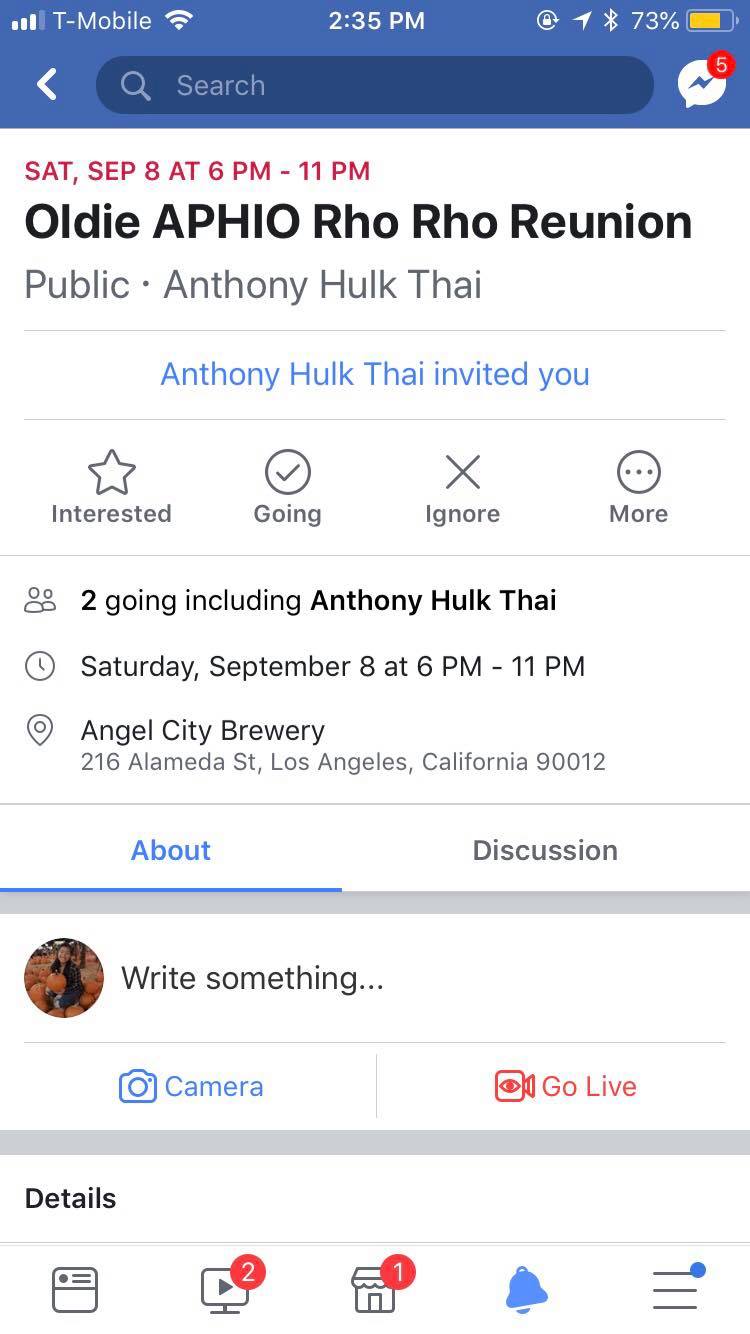 T-Mobile 2:35 PM 73%
Search 5
SAT, SEP 8 AT 6 PM - 11 PM
Oldie APHIO Rho Rho Reunion
Public · Anthony Hulk Thai
Anthony Hulk Thai invited you
Interested Going Ignore More
2 going including Anthony Hulk Thai
Saturday, September 8 at 6 PM - 11 PM
Angel City Brewery
216 Alameda St, Los Angeles, California 90012
About Discussion
Write something...
Camera Go Live
Details
2 1